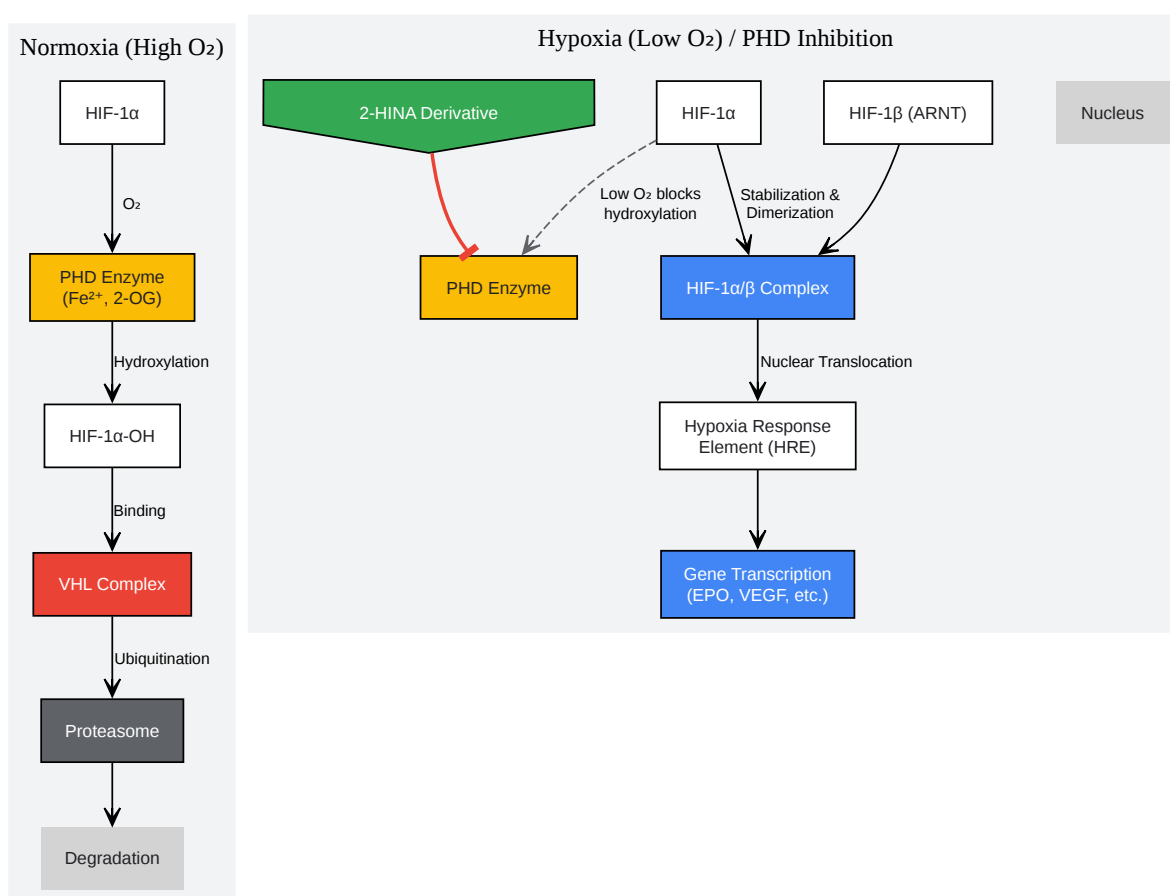 Normoxia (High O₂)
HIF-1α
O₂
PHD Enzyme
(Fe²⁺, 2-OG)
Hydroxylation
HIF-1α-OH
Binding
VHL Complex
Ubiquitination
Proteasome
Degradation
Hypoxia (Low O₂) / PHD Inhibition
2-HINA Derivative
HIF-1α
HIF-1β (ARNT)
Nucleus
Low O₂ blocks
hydroxylation
Stabilization &
Dimerization
PHD Enzyme
HIF-1α/β Complex
Nuclear Translocation
Hypoxia Response
Element (HRE)
Gene Transcription
(EPO, VEGF, etc.)